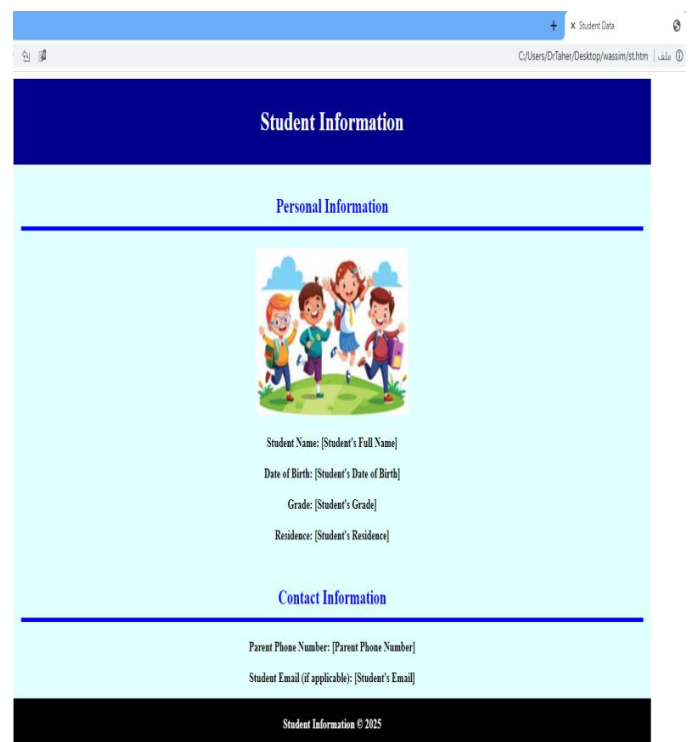 Student Data
C:/Users/DrTaher/Desktop/wassim/st.htm ملف
Student Information
Personal Information
Student Name: [Student's Full Name]
Date of Birth: [Student's Date of Birth]
Grade: [Student's Grade]
Residence: [Student's Residence]
Contact Information
Parent Phone Number: [Parent Phone Number]
Student Email (if applicable): [Student's Email]
Student Information © 2025